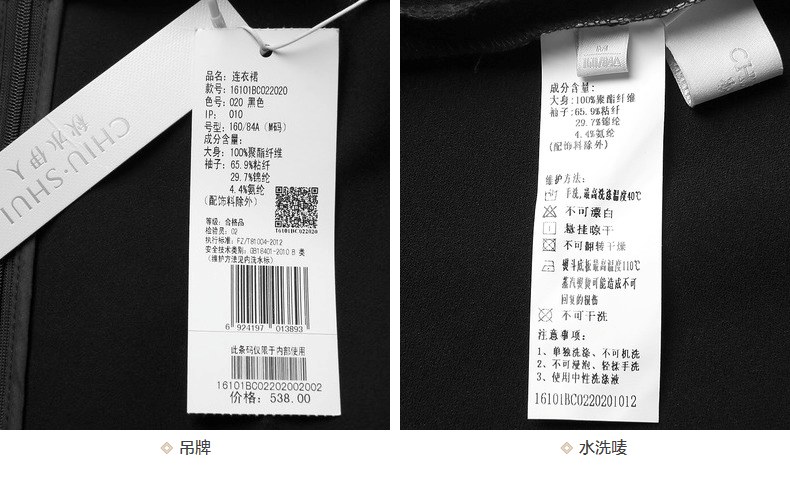 CHIU·SHUI
秋水伊人
品名：连衣裙
款号：16101BC022020
色号：020 黑色
IP： 010
号型：160/84A（M码）
成分含量：
大身：100%聚酯纤维
袖子：65.9%粘纤
29.7%锦纶
4.4%氨纶
（配饰料除外）
16101BC022020
等级：合格品
检验员：02
执行标准：FZ/T81004-2012
安全技术类别：GB18401-2010 B 类
（维护方法见内洗水标）
6 924197 013893
此条码仅限于内部使用
16101BC02202002002
价格：538.00
吊牌
160/84A
成分含量：
大身：100%聚酯纤维
袖子：65.9%粘纤
29.7%锦纶
4.4%氨纶
（配饰料除外）
维护方法：
手洗,最高洗涤温度40℃
不可漂白
悬挂晾干
不可翻转干燥
熨斗底板最高温度110℃
蒸汽熨烫可能造成不可
回复的损伤
不可干洗
注意事项：
1、单独洗涤、不可机洗
2、不可浸泡、轻揉手洗
3、使用中性洗涤液
16101BC0220201012
水洗唛